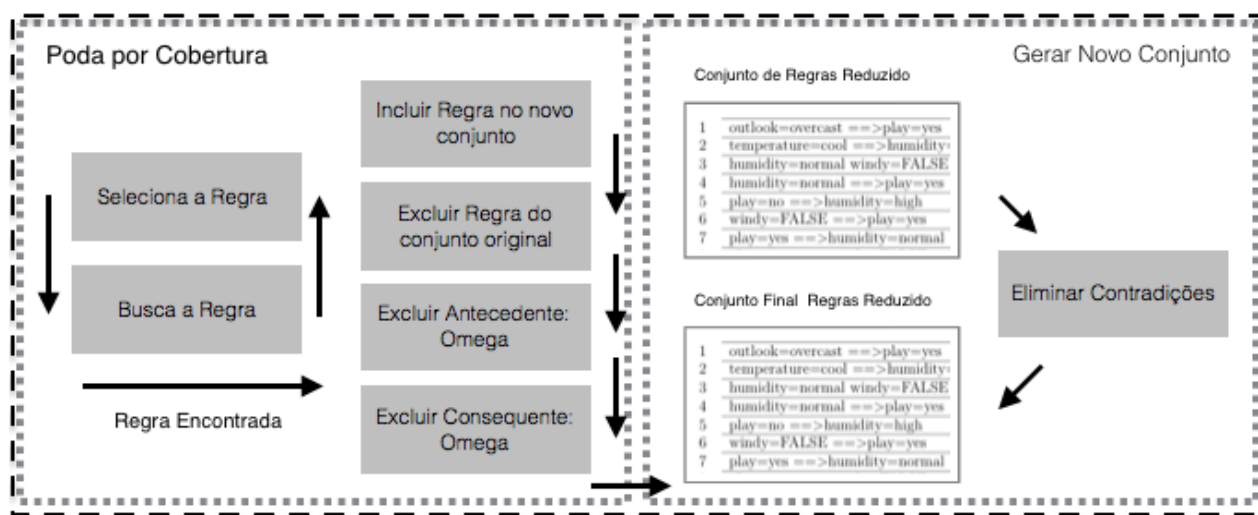 Poda por Cobertura
Seleciona a Regra
Busca a Regra
Regra Encontrada
Incluir Regra no novo
conjunto
Excluir Regra do
conjunto original
Excluir Antecedente:
Omega
Excluir Consequente:
Omega
Gerar Novo Conjunto
Conjunto de Regras Reduzido
1 outlook=overcast ==>play=yes
2 temperature=cool ==>humidity=
3 humidity=normal windy=FALSE
4 humidity=normal ==>play=yes
5 play=no ==>humidity=high
6 windy=FALSE ==>play=yes
7 play=yes ==>humidity=normal
Eliminar Contradições
Conjunto Final Regras Reduzido
1 outlook=overcast ==>play=yes
2 temperature=cool ==>humidity=
3 humidity=normal windy=FALSE
4 humidity=normal ==>play=yes
5 play=no ==>humidity=high
6 windy=FALSE ==>play=yes
7 play=yes ==>humidity=normal